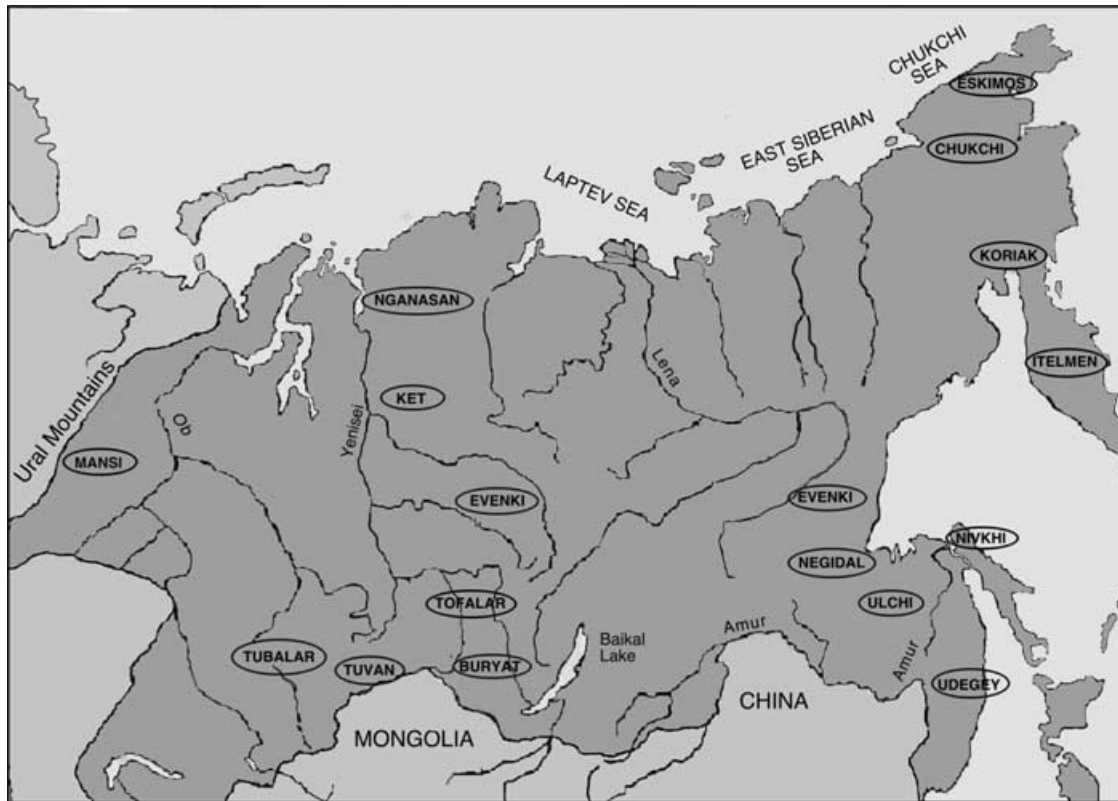 CHUKCHI
SEA
ESKIMOS
EAST SIBERIAN
SEA
CHUKCHI
LAPTEV SEA
KORIAK
NGANASAN
ITELMEN
Lena
KET
Ural Mountains
Ob
Yenisei
MANSI
EVENKI
EVENKI
NIVKHI
NEGIDAL
TOFALAR
ULCHI
Amur
Baikal
Lake
Amur
TUBALAR
TUVAN
BURYAT
UDEGEY
CHINA
MONGOLIA